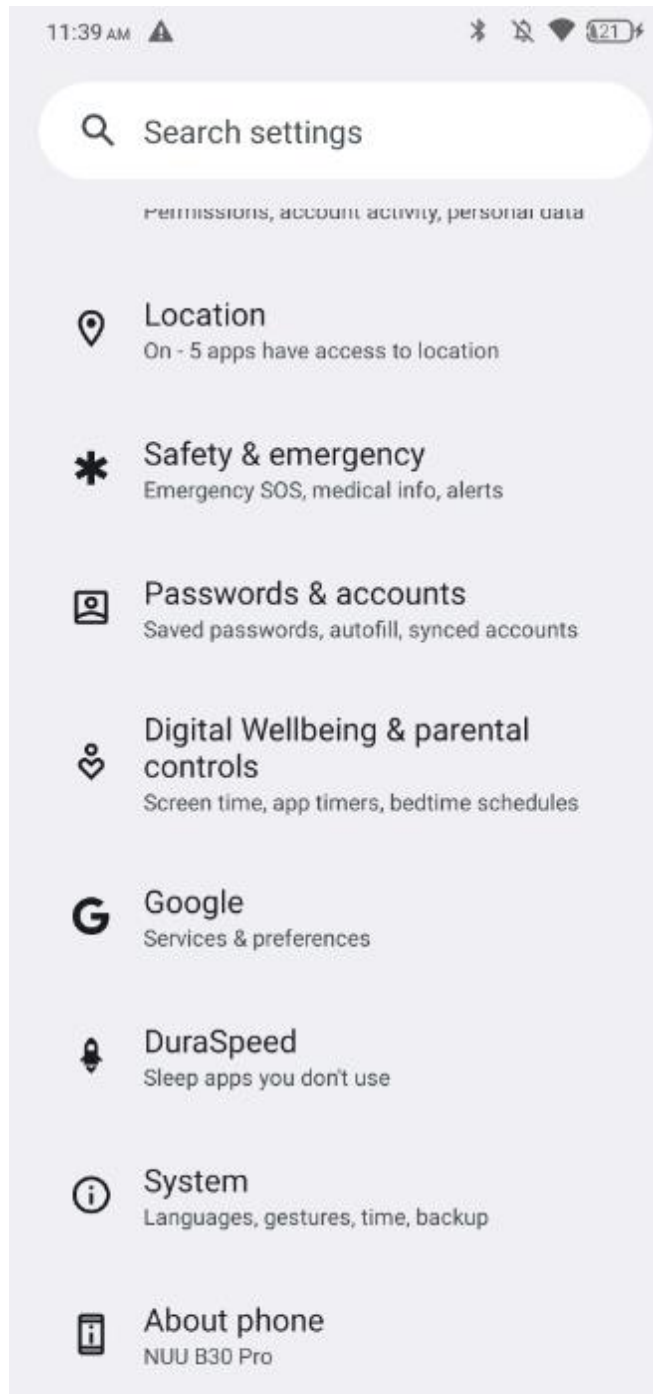 11:39 AM
21
Search settings
Permissions, account activity, personal data
Location
On - 5 apps have access to location
Safety & emergency
Emergency SOS, medical info, alerts
Passwords & accounts
Saved passwords, autofill, synced accounts
Digital Wellbeing & parental
controls
Screen time, app timers, bedtime schedules
Google
Services & preferences
DuraSpeed
Sleep apps you don't use
System
Languages, gestures, time, backup
About phone
NUU B30 Pro